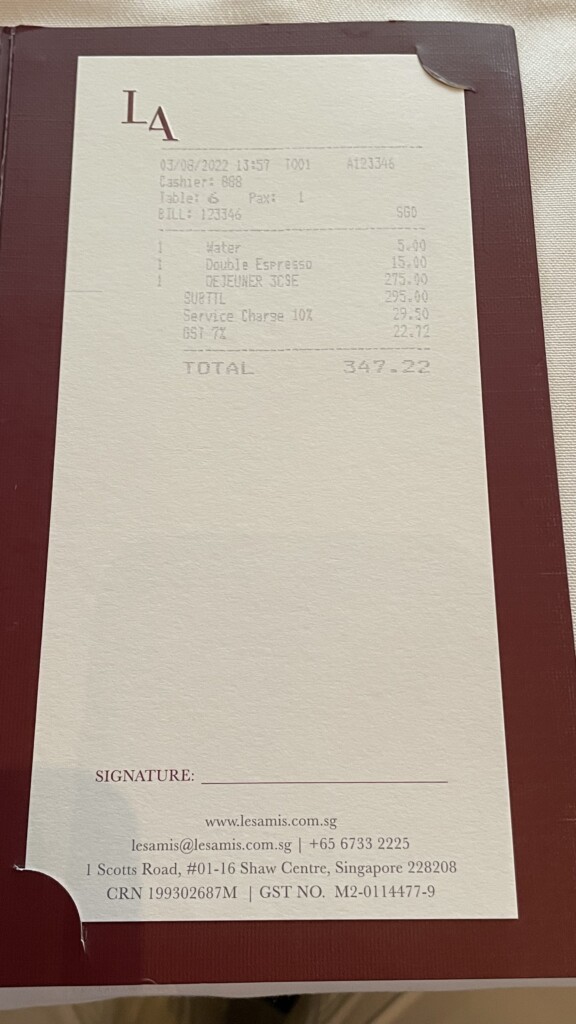 LA
03/08/2022 13:57 T001 A123346
Cashier: 888
Table: 6 Pax: 1
BILL: 123346 SGD
1 Water 5.00
1 Double Espresso 15.00
1 DEJEUNER 3CSE 275.00
SUBTTL 295.00
Service Charge 10% 29.50
GST 7% 22.72
TOTAL 347.22
SIGNATURE:
www.lesamis.com.sg
lesamis@lesamis.com.sg | +65 6733 2225
1 Scotts Road, #01-16 Shaw Centre, Singapore 228208
CRN 199302687M | GST NO. M2-0114477-9